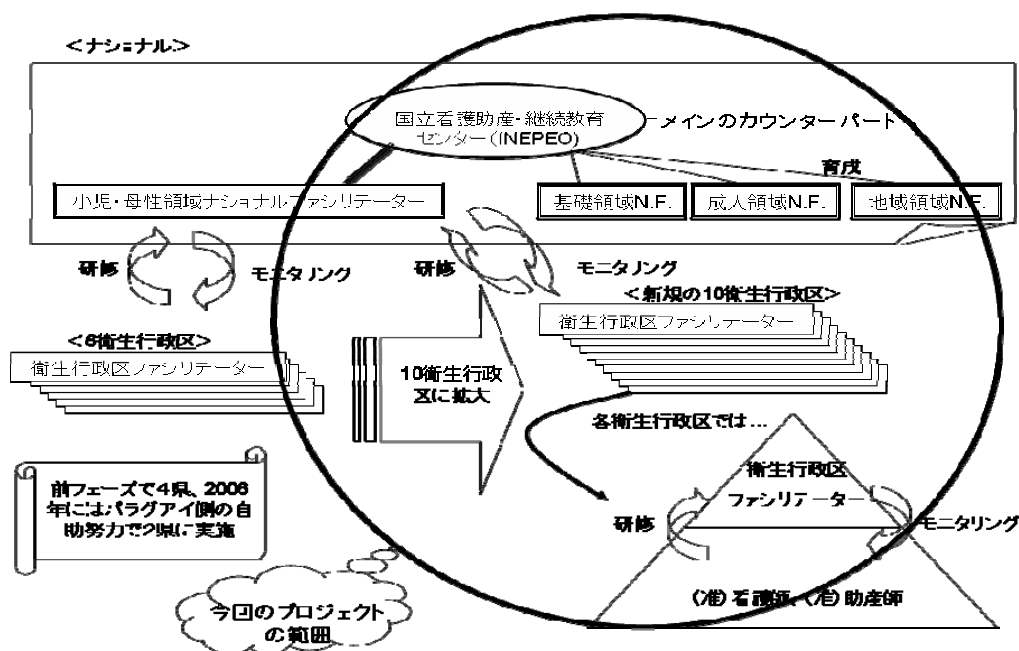 ＜ナショナル＞
国立看護助産・継続教育
センター（INEPEO）
メインのカウンターパート
育成
小児・母性領域ナショナルファシリテーター
基礎領域N.F.
成人領域N.F.
地域領域N.F.
研修
モニタリング
研修
モニタリング
＜6衛生行政区＞
衛生行政区ファシリテーター
＜新規の10衛生行政区＞
衛生行政区ファシリテーター
10衛生行政
区に拡大
各衛生行政区では…
前フェーズで４県、2006
年にはパラグアイ側の自
助努力で2県に実施
衛生行政区
ファシリテーター
研修
モニタリング
（准）看護師、（准）助産師
今回のプロジェクト
の範囲